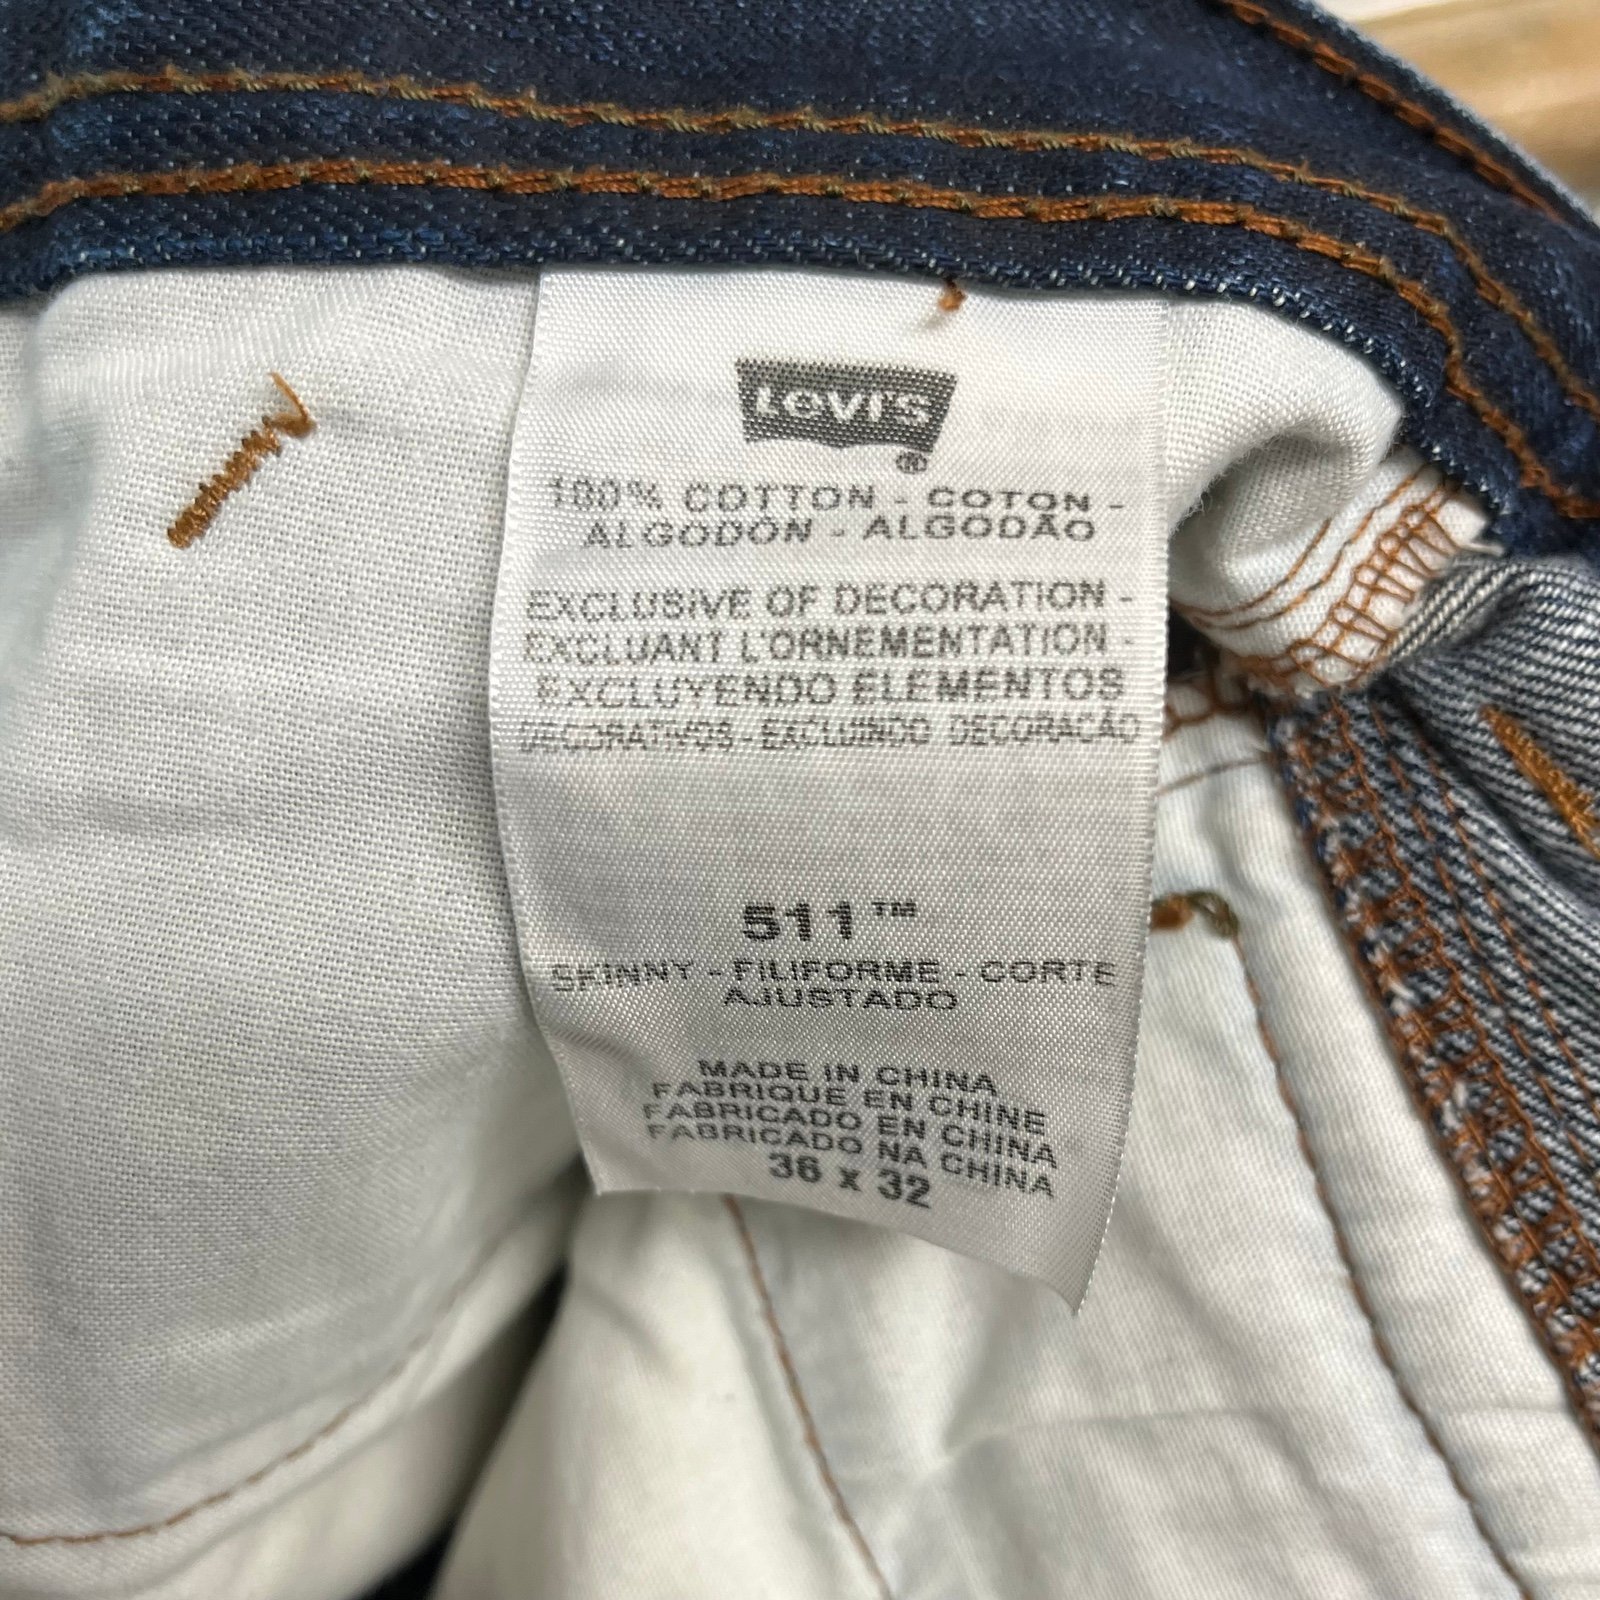 Levi's
®
100% COTTON - COTON -
ALGODÓN - ALGODÃO
EXCLUSIVE OF DECORATION -
EXCLUANT L'ORNEMENTATION -
EXCLUYENDO ELEMENTOS
DECORATIVOS - EXCLUINDO DECORAÇÃO
511™
SKINNY - FILIFORME - CORTE
AJUSTADO
MADE IN CHINA
FABRIQUE EN CHINE
FABRICADO EN CHINA
FABRICADO NA CHINA
36 x 32